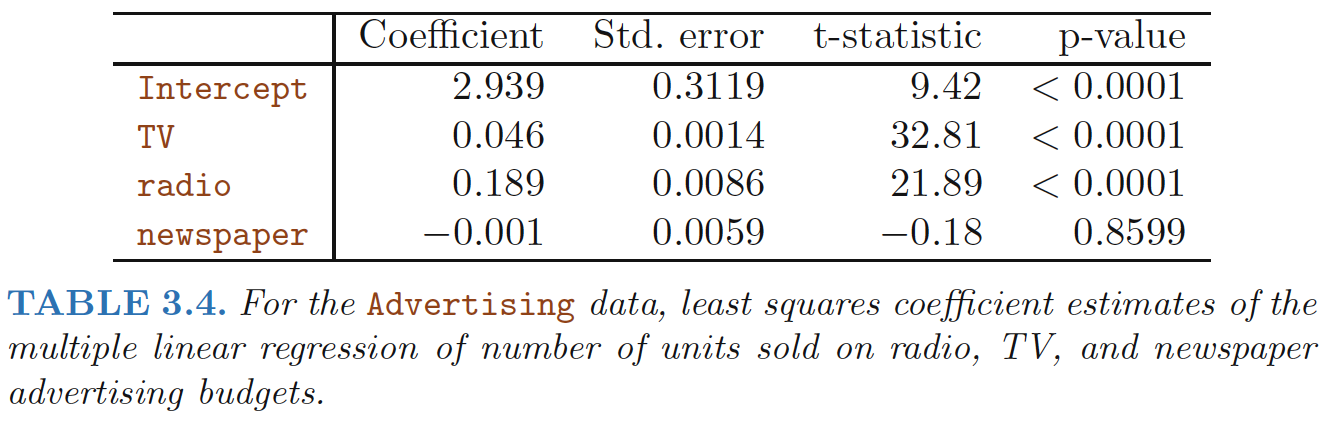 Coefficient Std. error t-statistic p-value
Intercept 2.939 0.3119 9.42 < 0.0001
TV 0.046 0.0014 32.81 < 0.0001
radio 0.189 0.0086 21.89 < 0.0001
newspaper −0.001 0.0059 −0.18 0.8599
TABLE 3.4. For the Advertising data, least squares coefficient estimates of the
multiple linear regression of number of units sold on radio, TV, and newspaper
advertising budgets.